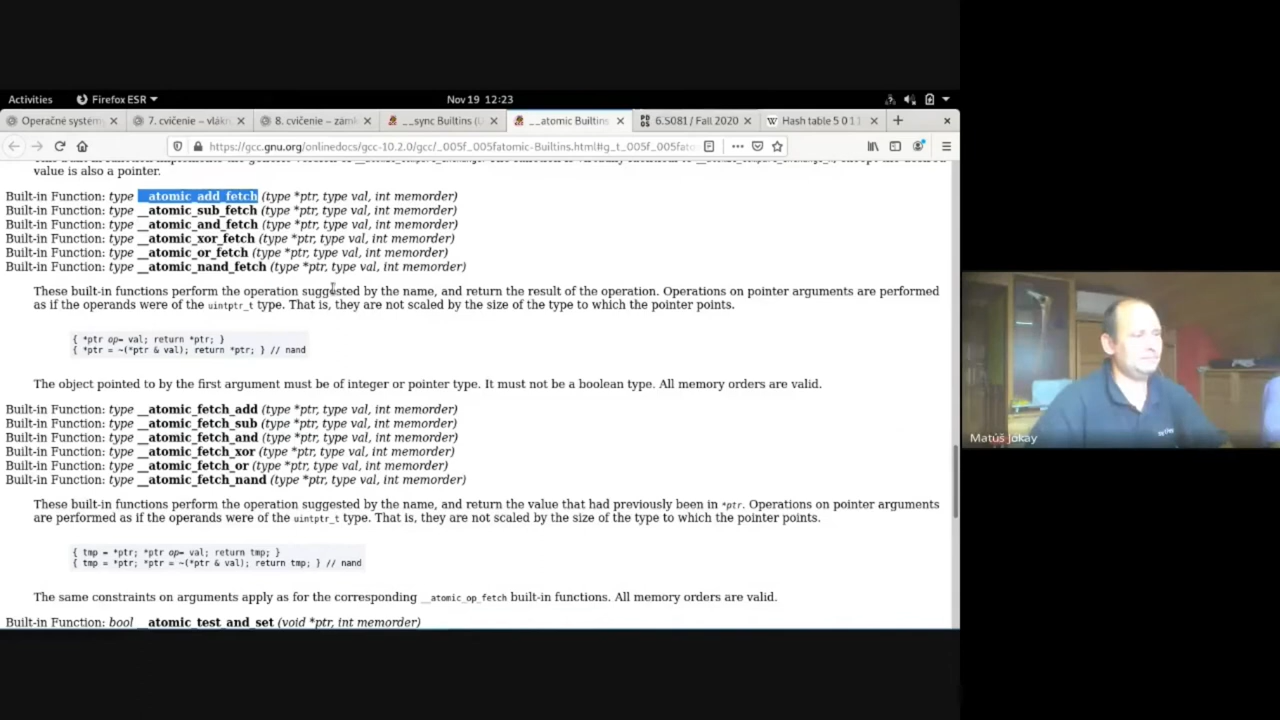 Activities Firefox ESR Nov 19 12:23
Operačné systém 7. cvičenie – vlákn 8. cvičenie – zámk __sync Builtins (U __atomic Builtins 6.S081 / Fall 2020 Hash table 5 0 1 1
https://gcc.gnu.org/onlinedocs/gcc-10.2.0/gcc/_005f_005fatomic-Builtins.html#g_t_005f_005fato
value is also a pointer.
Built-in Function: type __atomic_add_fetch (type *ptr, type val, int memorder)
Built-in Function: type __atomic_sub_fetch (type *ptr, type val, int memorder)
Built-in Function: type __atomic_and_fetch (type *ptr, type val, int memorder)
Built-in Function: type __atomic_xor_fetch (type *ptr, type val, int memorder)
Built-in Function: type __atomic_or_fetch (type *ptr, type val, int memorder)
Built-in Function: type __atomic_nand_fetch (type *ptr, type val, int memorder)
These built-in functions perform the operation suggested by the name, and return the result of the operation. Operations on pointer arguments are performed
as if the operands were of the uintptr_t type. That is, they are not scaled by the size of the type to which the pointer points.
{ *ptr op= val; return *ptr; }
{ *ptr = ~(*ptr & val); return *ptr; } // nand
The object pointed to by the first argument must be of integer or pointer type. It must not be a boolean type. All memory orders are valid.
Built-in Function: type __atomic_fetch_add (type *ptr, type val, int memorder)
Built-in Function: type __atomic_fetch_sub (type *ptr, type val, int memorder)
Built-in Function: type __atomic_fetch_and (type *ptr, type val, int memorder)
Built-in Function: type __atomic_fetch_xor (type *ptr, type val, int memorder)
Built-in Function: type __atomic_fetch_or (type *ptr, type val, int memorder)
Built-in Function: type __atomic_fetch_nand (type *ptr, type val, int memorder)
These built-in functions perform the operation suggested by the name, and return the value that had previously been in *ptr. Operations on pointer arguments
are performed as if the operands were of the uintptr_t type. That is, they are not scaled by the size of the type to which the pointer points.
{ tmp = *ptr; *ptr op= val; return tmp; }
{ tmp = *ptr; *ptr = ~(*ptr & val); return tmp; } // nand
The same constraints on arguments apply as for the corresponding __atomic_op_fetch built-in functions. All memory orders are valid.
Built-in Function: bool __atomic_test_and_set (void *ptr, int memorder)
Matúš Jókay